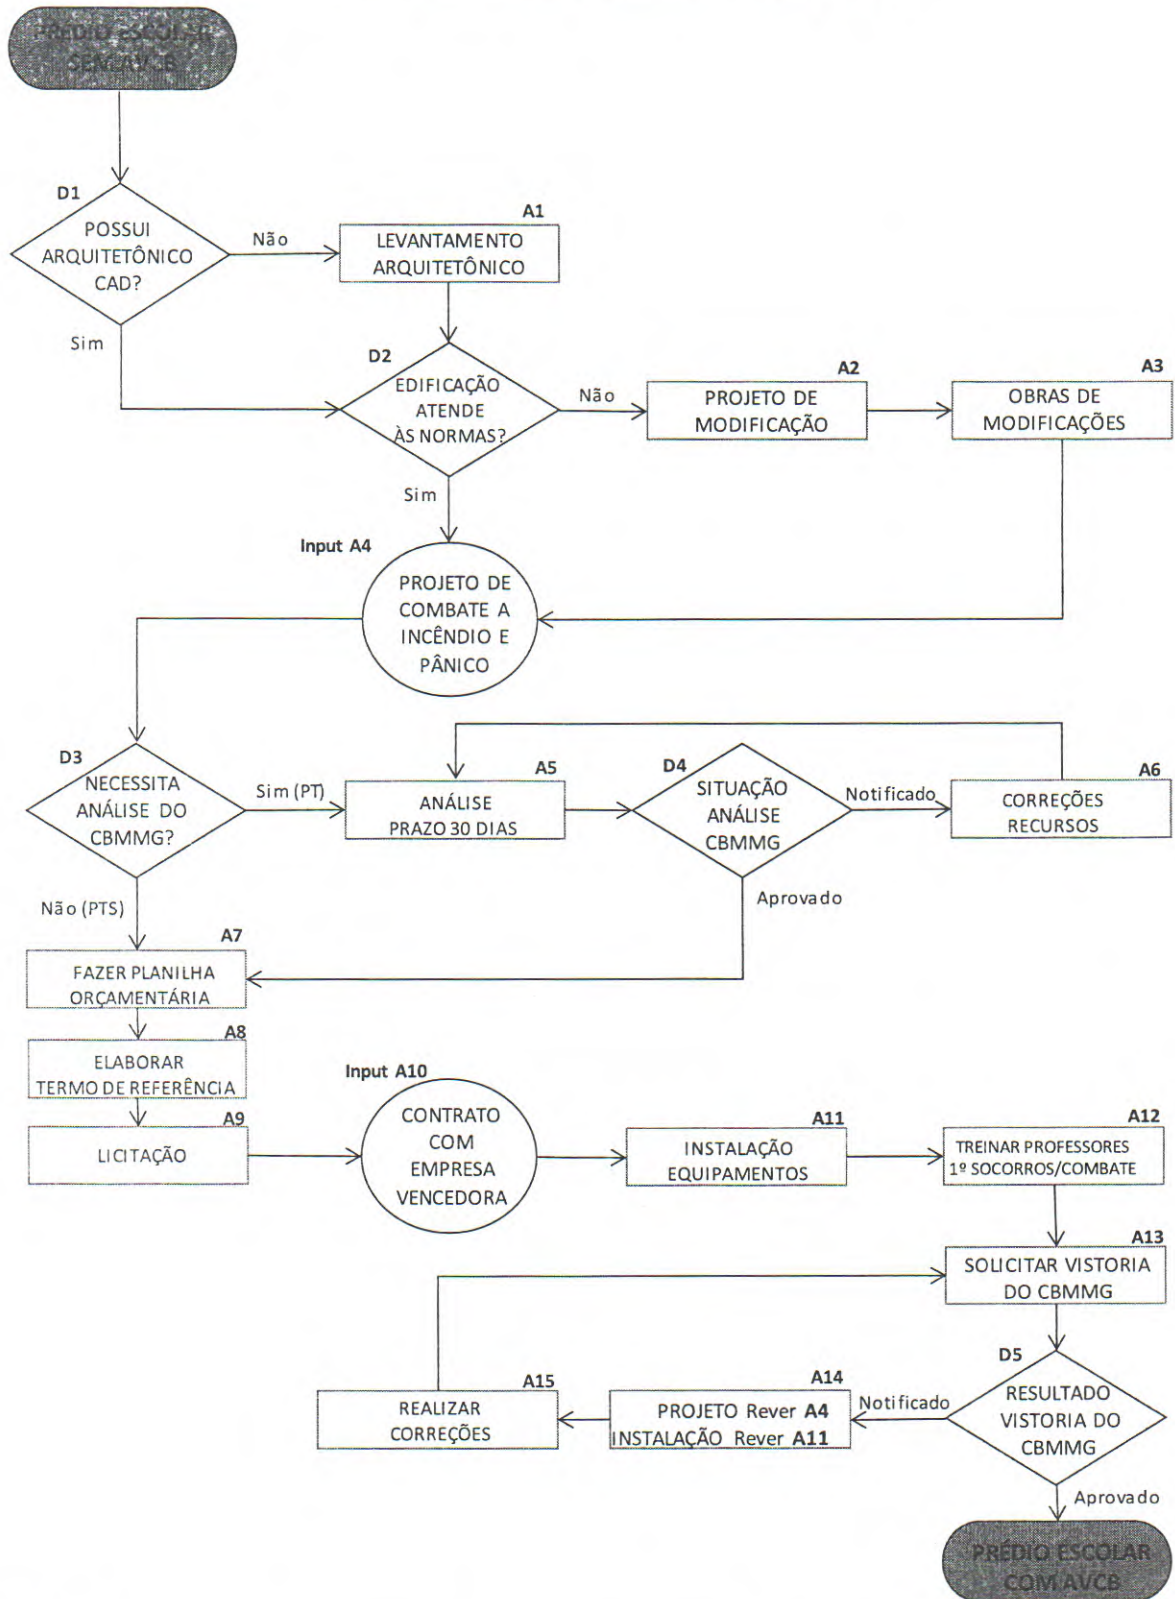 PRÉDIO ESCOLAR
SEM AVCB
D1
POSSUI
ARQUITETÔNICO
CAD?
Não
Sim
A1
LEVANTAMENTO
ARQUITETÔNICO
D2
EDIFICAÇÃO
ATENDE
ÀS NORMAS?
Não
Sim
A2
PROJETO DE
MODIFICAÇÃO
A3
OBRAS DE
MODIFICAÇÕES
Input A4
PROJETO DE
COMBATE A
INCÊNDIO E
PÂNICO
D3
NECESSITA
ANÁLISE DO
CBMMG?
Sim (PT)
Não (PTS)
A5
ANÁLISE
PRAZO 30 DIAS
D4
SITUAÇÃO
ANÁLISE
CBMMG
Notificado
Aprovado
A6
CORREÇÕES
RECURSOS
A7
FAZER PLANILHA
ORÇAMENTÁRIA
A8
ELABORAR
TERMO DE REFERÊNCIA
A9
LICITAÇÃO
Input A10
CONTRATO
COM
EMPRESA
VENCEDORA
A11
INSTALAÇÃO
EQUIPAMENTOS
A12
TREINAR PROFESSORES
1º SOCORROS/COMBATE
A13
SOLICITAR VISTORIA
DO CBMMG
D5
RESULTADO
VISTORIA DO
CBMMG
Notificado
Aprovado
A14
PROJETO Rever A4
INSTALAÇÃO Rever A11
A15
REALIZAR
CORREÇÕES
PRÉDIO ESCOLAR
COM AVCB